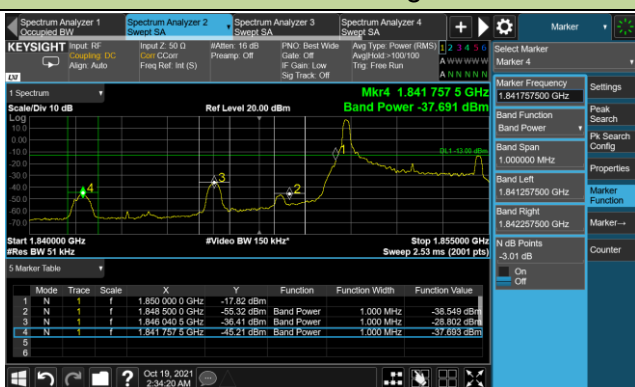 Spectrum Analyzer 1
Occupied BW
Spectrum Analyzer 2
Swept SA
Spectrum Analyzer 3
Swept SA
Spectrum Analyzer 4
Swept SA
Marker
KEYSIGHT
Input: RF
Coupling: DC
Align: Auto
Input Z: 50 Ω
Corr CCorr
Freq Ref: Int (S)
#Atten: 16 dB
Preamp: Off
PNO: Best Wide
Gate: Off
IF Gain: Low
Sig Track: Off
Avg Type: Power (RMS)
Avg|Hold:>100/100
Trig: Free Run
1 2 3 4 5 6
A W W W W W
A N N N N N
LXI
1 Spectrum
Scale/Div 10 dB
Ref Level 20.00 dBm
Mkr4 1.841 757 5 GHz
Band Power -37.691 dBm
Log
10.0
0.00
-10.0
-20.0
-30.0
-40.0
-50.0
-60.0
-70.0
DL1 -13.00 dBm
1
2
3
4
Start 1.840000 GHz
#Res BW 51 kHz
#Video BW 150 kHz*
Stop 1.855000 GHz
Sweep 2.53 ms (2001 pts)
5 Marker Table
Mode Trace Scale X Y Function Function Width Function Value
1 N 1 f 1.850 000 0 GHz -17.82 dBm
2 N 1 f 1.848 500 0 GHz -55.32 dBm Band Power 1.000 MHz -38.549 dBm
3 N 1 f 1.846 040 5 GHz -36.41 dBm Band Power 1.000 MHz -28.802 dBm
4 N 1 f 1.841 757 5 GHz -45.21 dBm Band Power 1.000 MHz -37.693 dBm
5
6
Oct 19, 2021
2:34:20 AM
Select Marker
Marker 4
Marker Frequency
1.841757500 GHz
Band Function
Band Power
Band Span
1.000000 MHz
Band Left
1.841257500 GHz
Band Right
1.842257500 GHz
N dB Points
-3.01 dB
On
Off
Settings
Peak
Search
Pk Search
Config
Properties
Marker
Function
Marker→
Counter